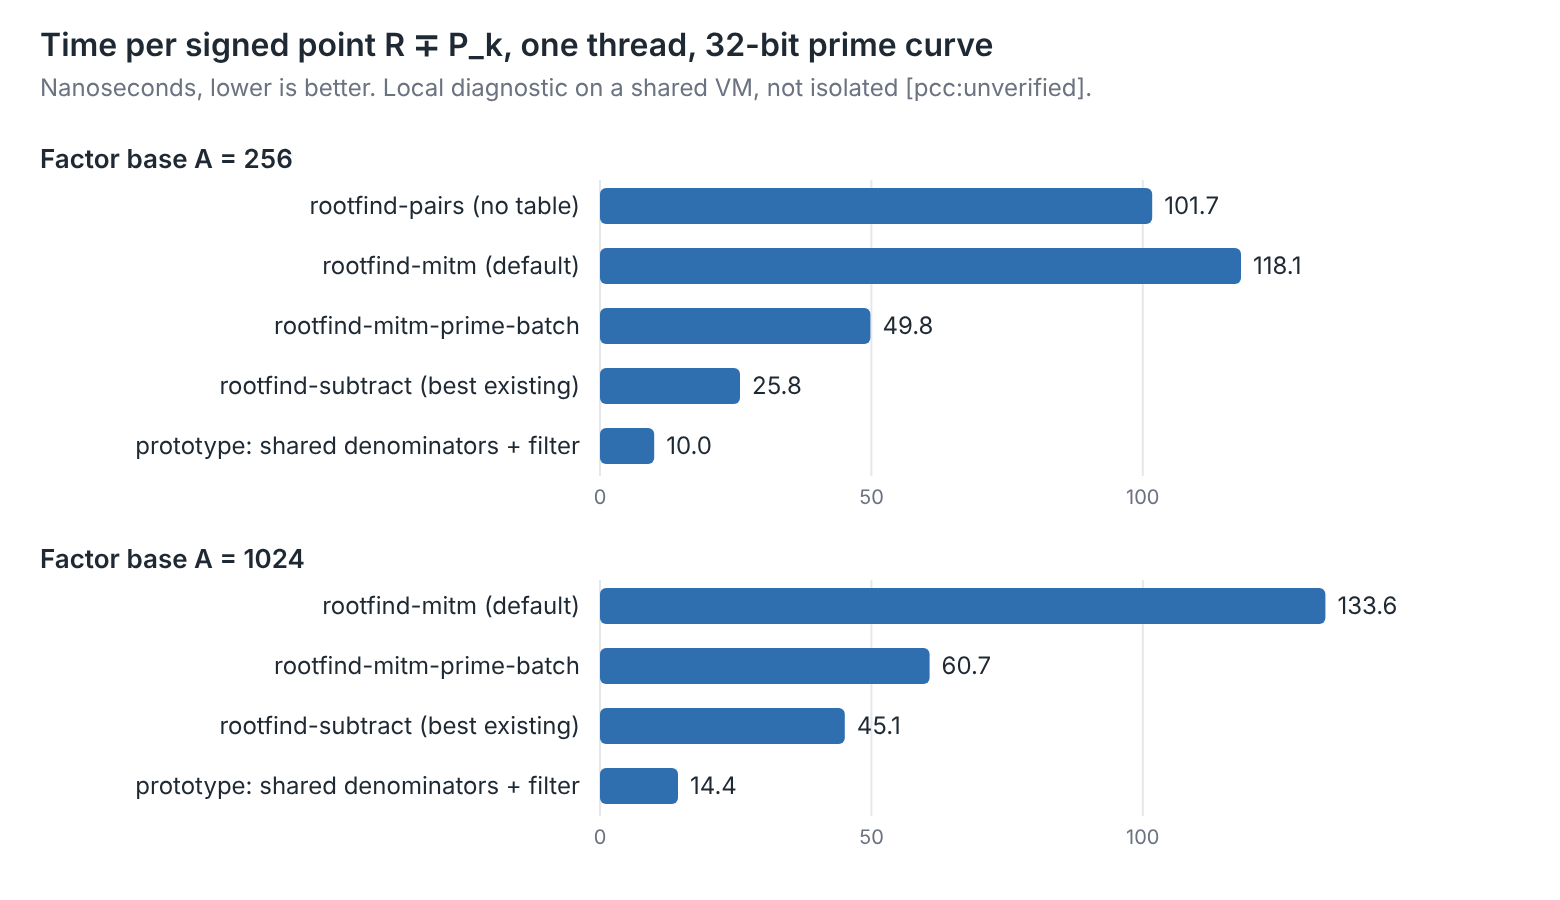 Time per signed point R ∓ P_k, one thread, 32-bit prime curve
Nanoseconds, lower is better. Local diagnostic on a shared VM, not isolated [pcc:unverified].
Factor base A = 256
rootfind-pairs (no table) 101.7
rootfind-mitm (default) 118.1
rootfind-mitm-prime-batch 49.8
rootfind-subtract (best existing) 25.8
prototype: shared denominators + filter 10.0
0 50 100
Factor base A = 1024
rootfind-mitm (default) 133.6
rootfind-mitm-prime-batch 60.7
rootfind-subtract (best existing) 45.1
prototype: shared denominators + filter 14.4
0 50 100